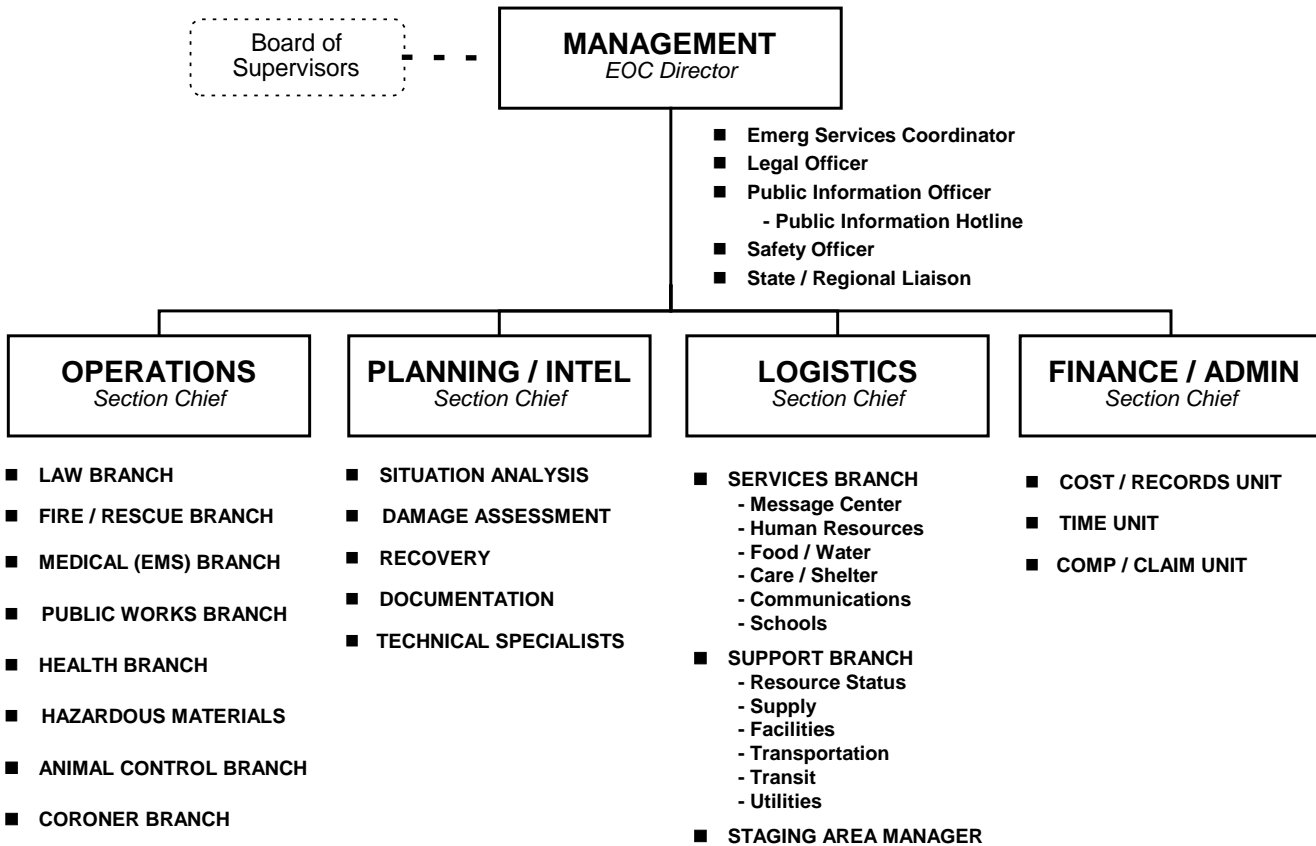 Board of
Supervisors
MANAGEMENT
EOC Director
■ Emerg Services Coordinator
■ Legal Officer
■ Public Information Officer
- Public Information Hotline
■ Safety Officer
■ State / Regional Liaison
OPERATIONS
Section Chief
■ LAW BRANCH
■ FIRE / RESCUE BRANCH
■ MEDICAL (EMS) BRANCH
■ PUBLIC WORKS BRANCH
■ HEALTH BRANCH
■ HAZARDOUS MATERIALS
■ ANIMAL CONTROL BRANCH
■ CORONER BRANCH
PLANNING / INTEL
Section Chief
■ SITUATION ANALYSIS
■ DAMAGE ASSESSMENT
■ RECOVERY
■ DOCUMENTATION
■ TECHNICAL SPECIALISTS
LOGISTICS
Section Chief
■ SERVICES BRANCH
- Message Center
- Human Resources
- Food / Water
- Care / Shelter
- Communications
- Schools
■ SUPPORT BRANCH
- Resource Status
- Supply
- Facilities
- Transportation
- Transit
- Utilities
■ STAGING AREA MANAGER
FINANCE / ADMIN
Section Chief
■ COST / RECORDS UNIT
■ TIME UNIT
■ COMP / CLAIM UNIT